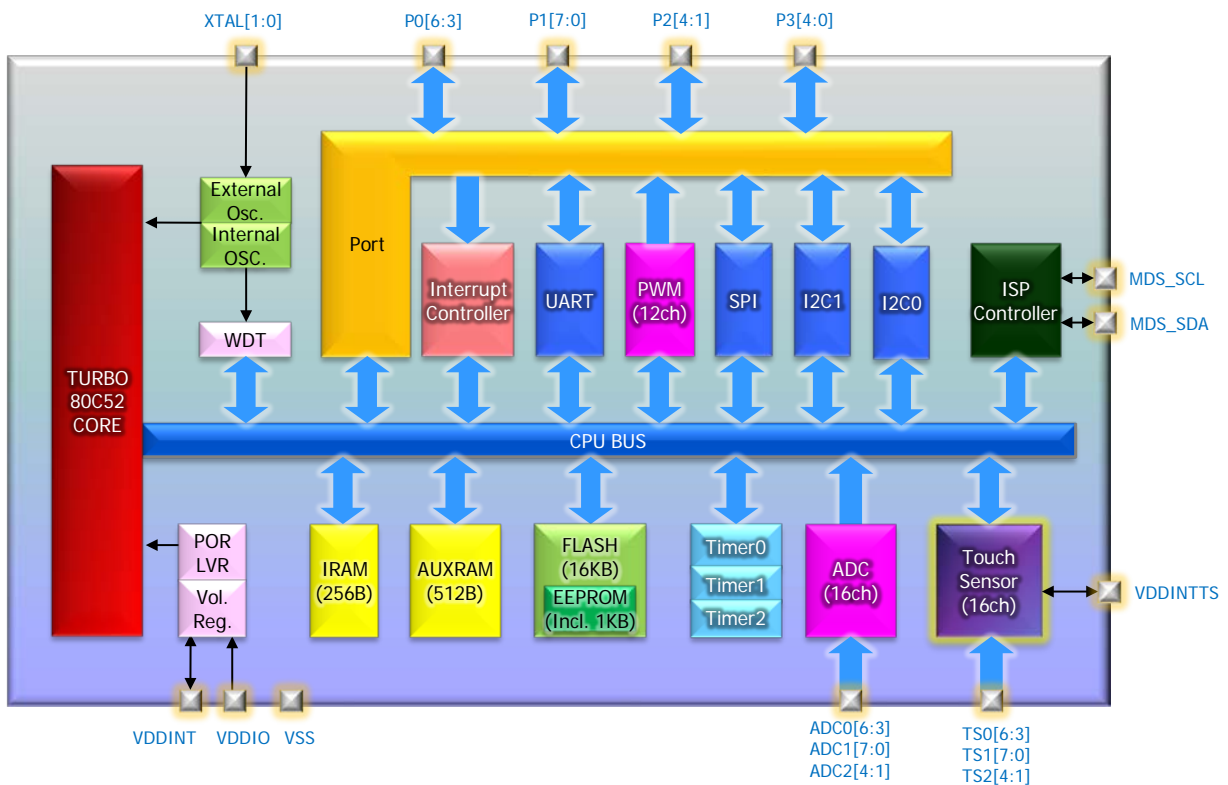 XTAL[1:0]
P0[6:3]
P1[7:0]
P2[4:1]
P3[4:0]
External
Osc.
Internal
OSC.
Port
Interrupt
Controller
UART
PWM
(12ch)
SPI
I2C1
I2C0
ISP
Controller
MDS_SCL
MDS_SDA
WDT
TURBO
80C52
CORE
CPU BUS
POR
LVR
Vol.
Reg.
IRAM
(256B)
AUXRAM
(512B)
FLASH
(16KB)
EEPROM
(Incl. 1KB)
Timer0
Timer1
Timer2
ADC
(16ch)
Touch
Sensor
(16ch)
VDDINTTS
VDDINT
VDDIO
VSS
ADC0[6:3]
ADC1[7:0]
ADC2[4:1]
TS0[6:3]
TS1[7:0]
TS2[4:1]